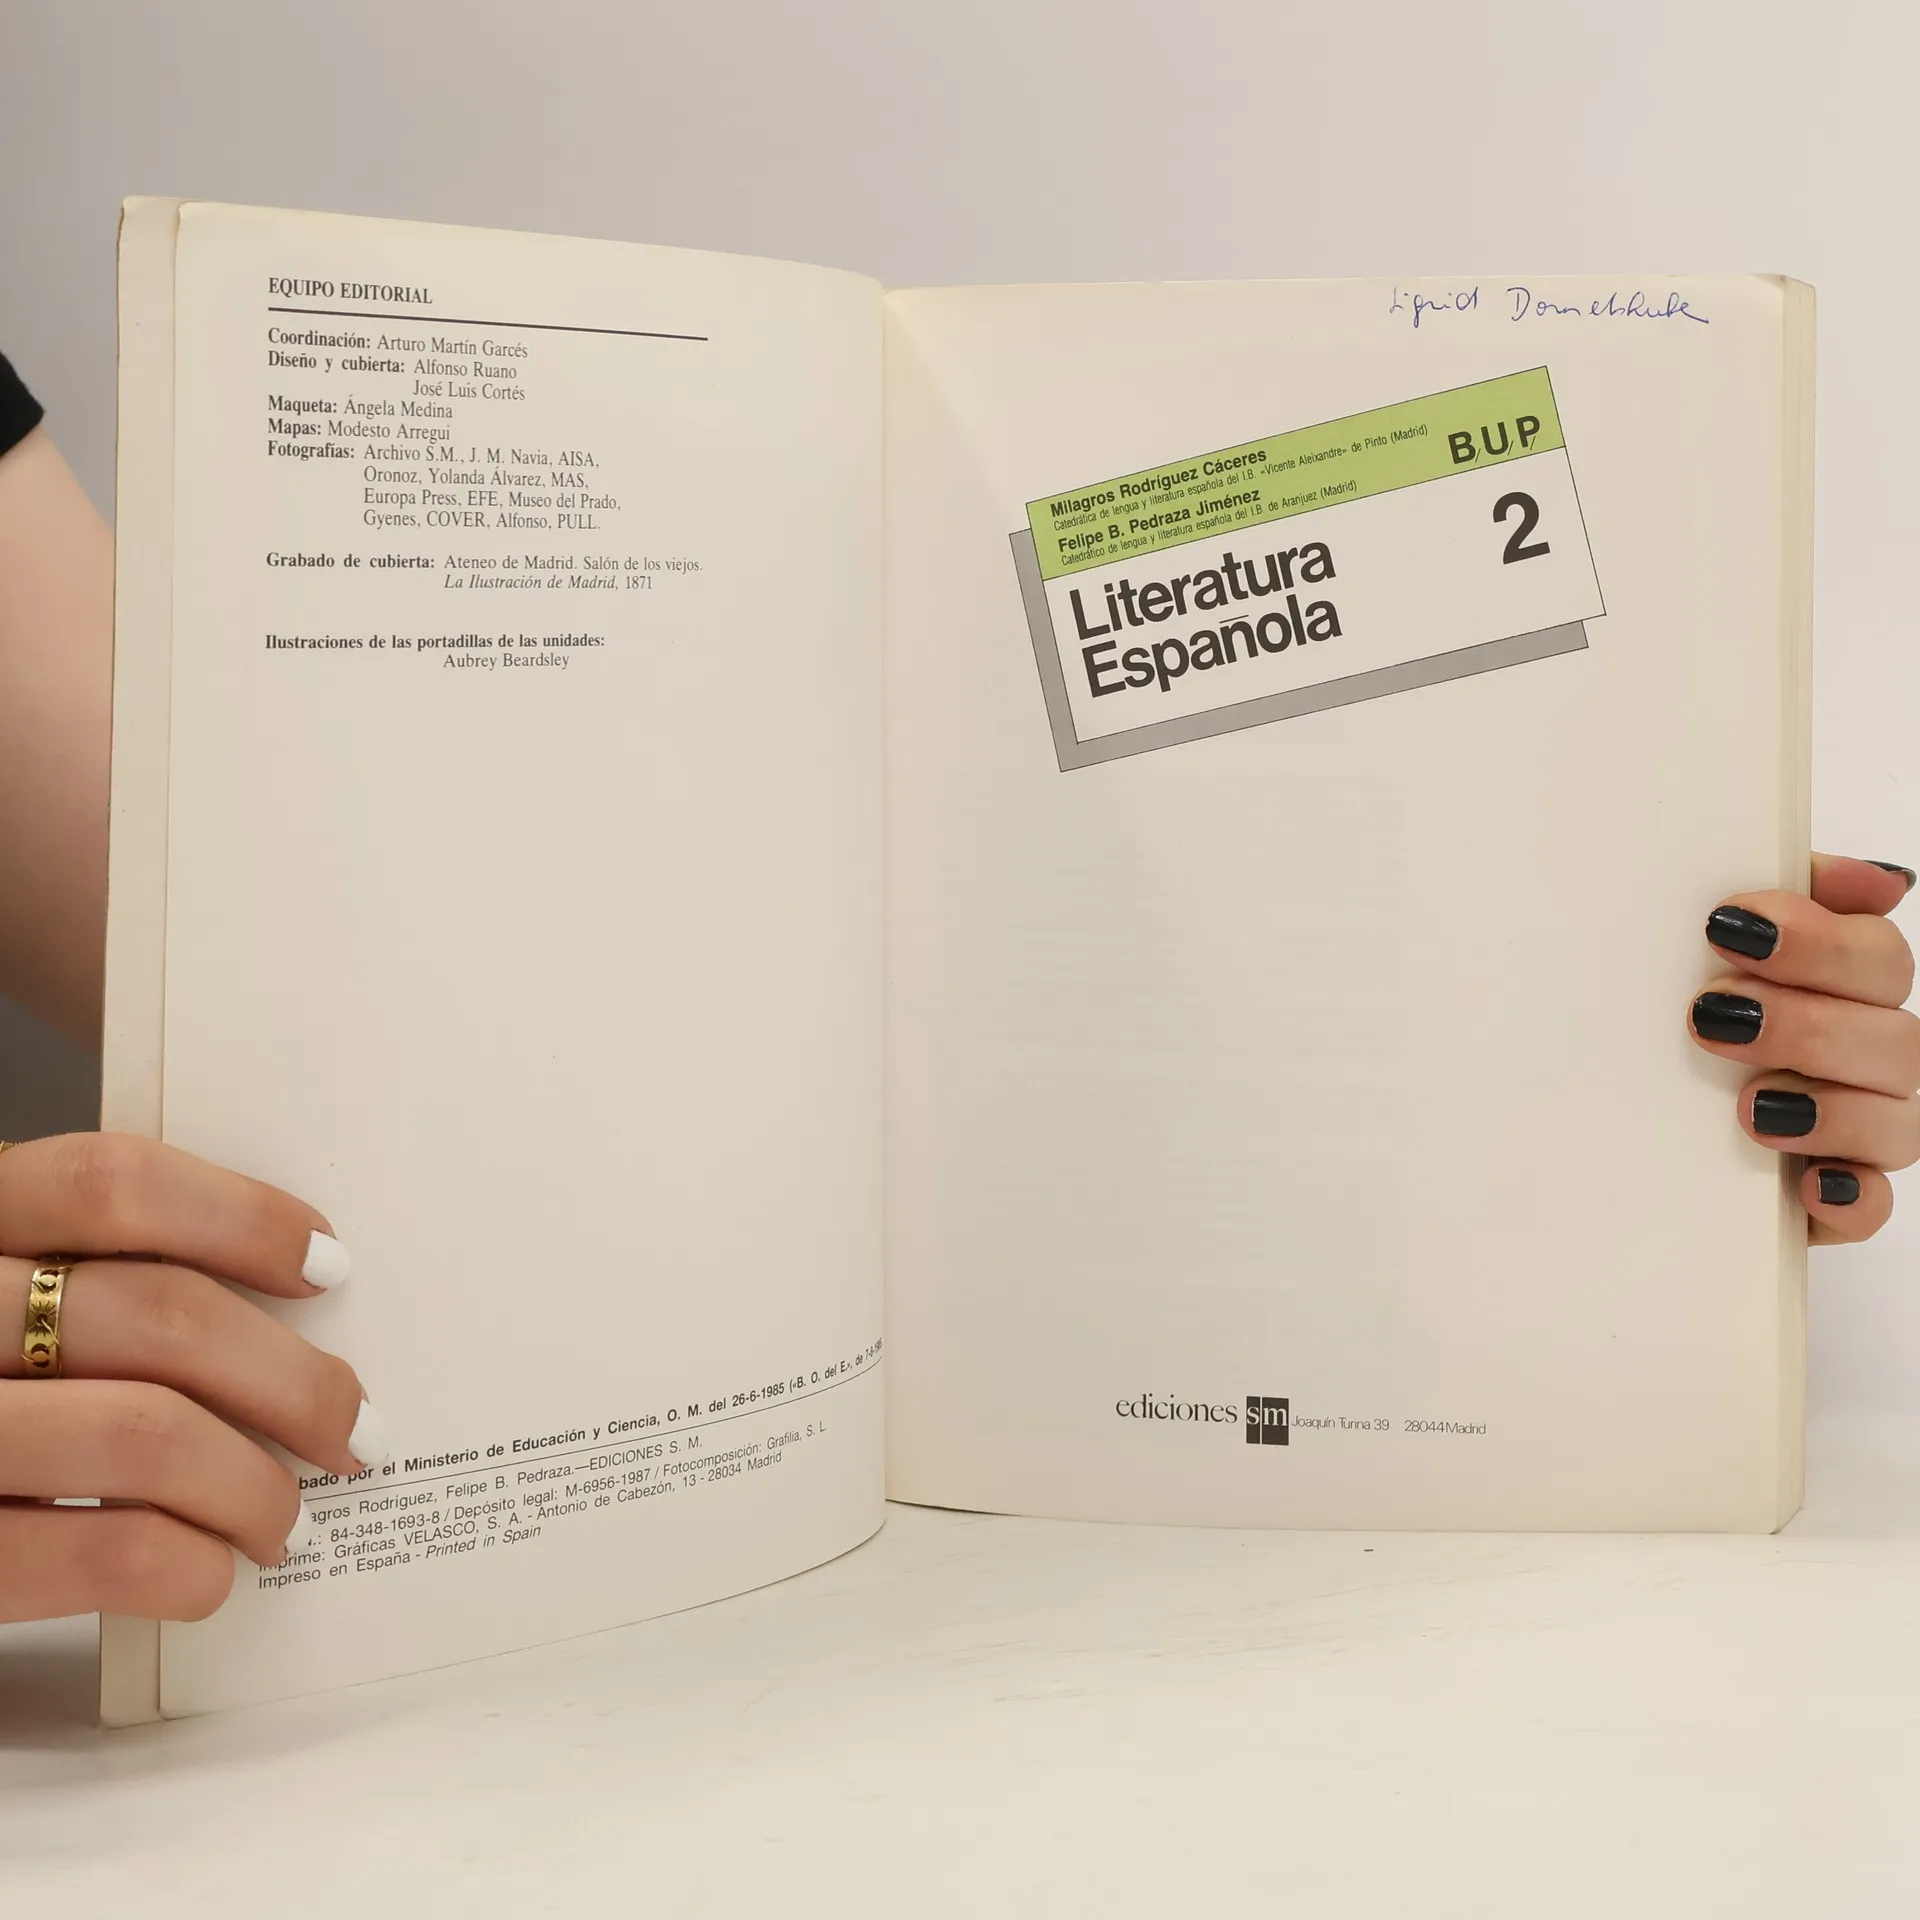 EQUIPO EDITORIAL
Coordinación: Arturo Martín Garcés
Diseño y cubierta: Alfonso Ruano
José Luis Cortés
Maqueta: Ángela Medina
Mapas: Modesto Arregui
Fotografías: Archivo S.M., J. M. Navia, AISA,
Oronoz, Yolanda Álvarez, MAS,
Europa Press, EFE, Museo del Prado,
Gyenes, COVER, Alfonso, PULL.
Grabado de cubierta: Ateneo de Madrid. Salón de los viejos.
La Ilustración de Madrid, 1871
Ilustraciones de las portadillas de las unidades:
Aubrey Beardsley
bado por el Ministerio de Educación y Ciencia, O. M. del 26-6-1985 («B. O. del E.», de
agros Rodríguez, Felipe B. Pedraza.—EDICIONES S. M.
.: 84-348-1693-8 / Depósito legal: M-6956-1987 / Fotocomposición: Grafilia, S. L
prime: Gráficas VELASCO, S. A. - Antonio de Cabezón, 13 - 28034 Madrid
Impreso en España - Printed in Spain
Sigrid
Milagros Rodríguez Cáceres
Catedrática de lengua y literatura española del I.B. «Vicente Aleixandre» de Pinto (Madrid)
Felipe B. Pedraza Jiménez
Catedrático de lengua y literatura española del I.B. de Aranjuez (Madrid)
B.U.P.
2
Literatura
Española
ediciones sm Joaquín Turina 39 28044 Madrid